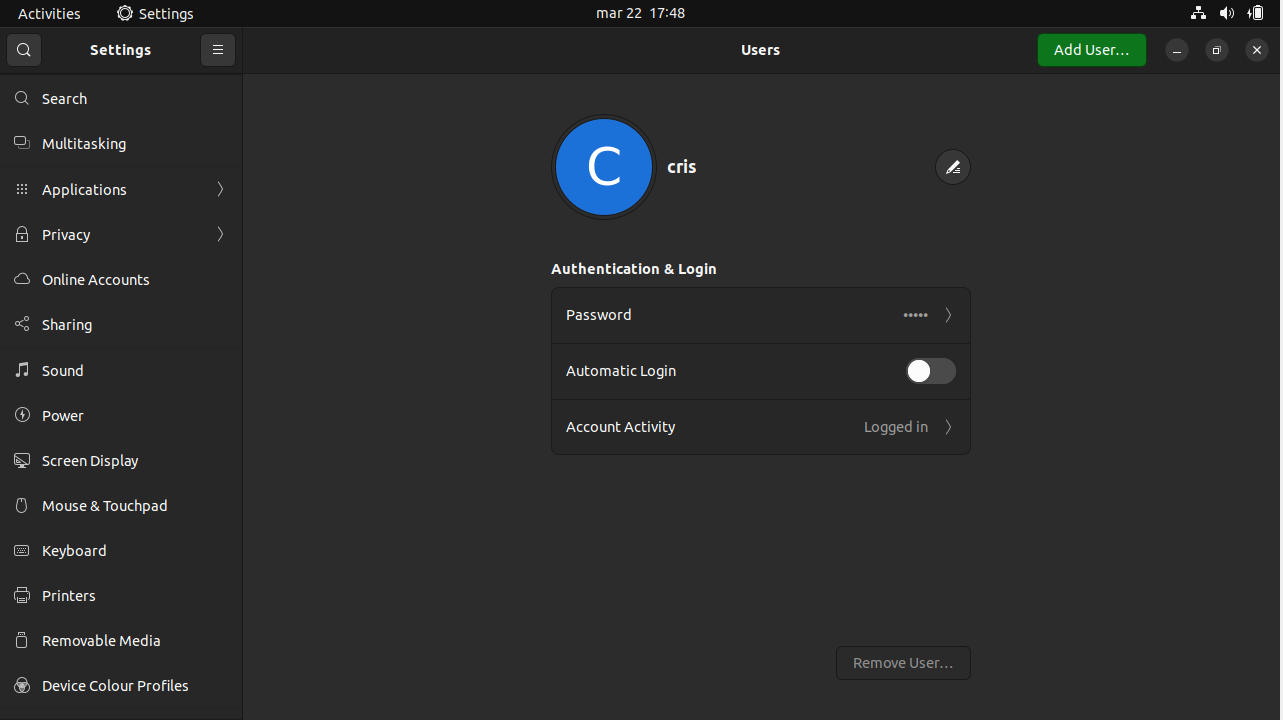 Activities Settings mar 22 17:48
Settings Users Add User…
Search
Multitasking
Applications
Privacy
Online Accounts
Sharing
Sound
Power
Screen Display
Mouse & Touchpad
Keyboard
Printers
Removable Media
Device Colour Profiles
C cris
Authentication & Login
Password •••••
Automatic Login
Account Activity Logged in
Remove User…